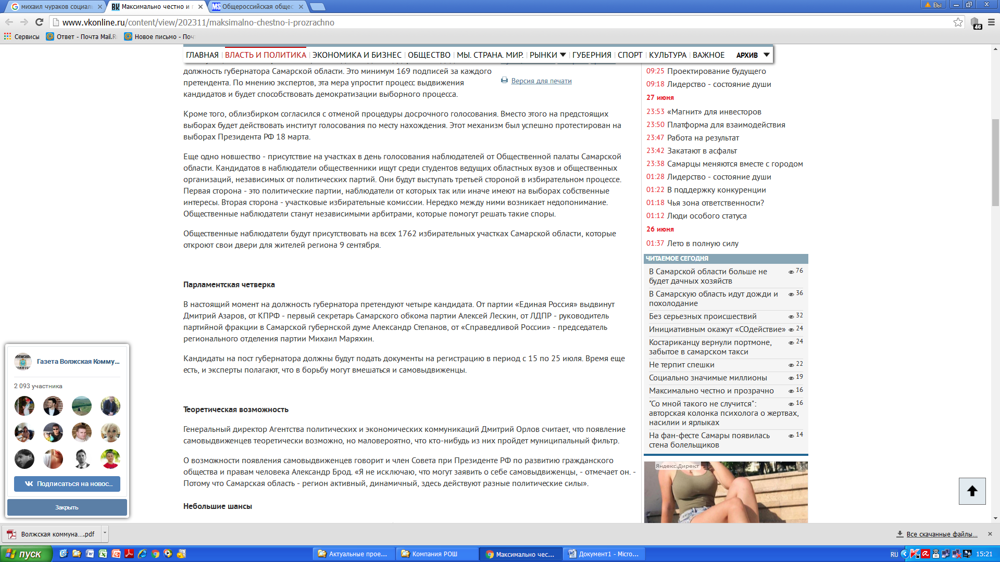 михаил чураков социаль
Максимально честно и п
Общероссийская общес
Вы
www.vkonline.ru/content/view/202311/maksimalno-chestno-i-prozrachno
46
Сервисы
Ответ - Почта Mail.R
Новое письмо - Поч
ГЛАВНАЯ | ВЛАСТЬ И ПОЛИТИКА | ЭКОНОМИКА И БИЗНЕС | ОБЩЕСТВО | МЫ. СТРАНА. МИР. | РЫНКИ | ГУБЕРНИЯ | СПОРТ | КУЛЬТУРА | ВАЖНОЕ АРХИВ
должность губернатора Самарской области. Это минимум 169 подписей за каждого
претендента. По мнению экспертов, эта мера упростит процесс выдвижения
кандидатов и будет способствовать демократизации выборного процесса.
Версия для печати
Кроме того, облизбирком согласился с отменой процедуры досрочного голосования. Вместо этого на предстоящих
выборах будет действовать институт голосования по месту нахождения. Этот механизм был успешно протестирован на
выборах Президента РФ 18 марта.
Еще одно новшество - присутствие на участках в день голосования наблюдателей от Общественной палаты Самарской
области. Кандидатов в наблюдатели общественники ищут среди студентов ведущих областных вузов и общественных
организаций, независимых от политических партий. Они будут выступать третьей стороной в избирательном процессе.
Первая сторона - это политические партии, наблюдатели от которых так или иначе имеют на выборах собственные
интересы. Вторая сторона - участковые избирательные комиссии. Нередко между ними возникает недопонимание.
Общественные наблюдатели станут независимыми арбитрами, которые помогут решать такие споры.
Общественные наблюдатели будут присутствовать на всех 1762 избирательных участках Самарской области, которые
откроют свои двери для жителей региона 9 сентября.
Парламентская четверка
В настоящий момент на должность губернатора претендуют четыре кандидата. От партии «Единая Россия» выдвинут
Дмитрий Азаров, от КПРФ - первый секретарь Самарского обкома партии Алексей Лескин, от ЛДПР - руководитель
партийной фракции в Самарской губернской думе Александр Степанов, от «Справедливой России» - председатель
регионального отделения партии Михаил Маряхин.
Кандидаты на пост губернатора должны будут подать документы на регистрацию в период с 15 по 25 июля. Время еще
есть, и эксперты полагают, что в борьбу могут вмешаться и самовыдвиженцы.
Теоретическая возможность
Генеральный директор Агентства политических и экономических коммуникаций Дмитрий Орлов считает, что появление
самовыдвиженцев теоретически возможно, но маловероятно, что кто-нибудь из них пройдет муниципальный фильтр.
О возможности появления самовыдвиженцев говорит и член Совета при Президенте РФ по развитию гражданского
общества и правам человека Александр Брод. «Я не исключаю, что могут заявить о себе самовыдвиженцы, - отмечает он. -
Потому что Самарская область - регион активный, динамичный, здесь действуют разные политические силы».
Небольшие шансы
09:25 Проектирование будущего
09:18 Лидерство - состояние души
27 июня
23:53 «Магнит» для инвесторов
23:50 Платформа для взаимодействия
23:47 Работа на результат
23:42 Закатают в асфальт
23:38 Самарцы меняются вместе с городом
01:28 Лидерство - состояние души
01:22 В поддержку конкуренции
01:18 Чья зона ответственности?
01:12 Люди особого статуса
26 июня
01:37 Лето в полную силу
ЧИТАЕМОЕ СЕГОДНЯ
В Самарской области больше не 76
будет дачных хозяйств
В Самарскую область идут дожди и 36
похолодание
Без серьезных происшествий 32
Инициативным окажут «СОдействие» 24
Костариканцу вернули портмоне, 24
забытое в самарском такси
Не терпит спешки 22
Социально значимые миллионы 19
Максимально честно и прозрачно 16
"Со мной такого не случится": 16
авторская колонка психолога о жертвах,
насилии и ярлыках
На фан-фесте Самары появилась 14
стена болельщиков
Яндекс.Директ
Газета Волжская Комму...
2 093 участника
Подписаться на новос...
Закрыть
Волжская коммуна....pdf
Все скачанные файлы...
пуск
Актуальные прое...
Компания РОШ
Максимально чес...
Документ1 - Micro...
RU
15:21